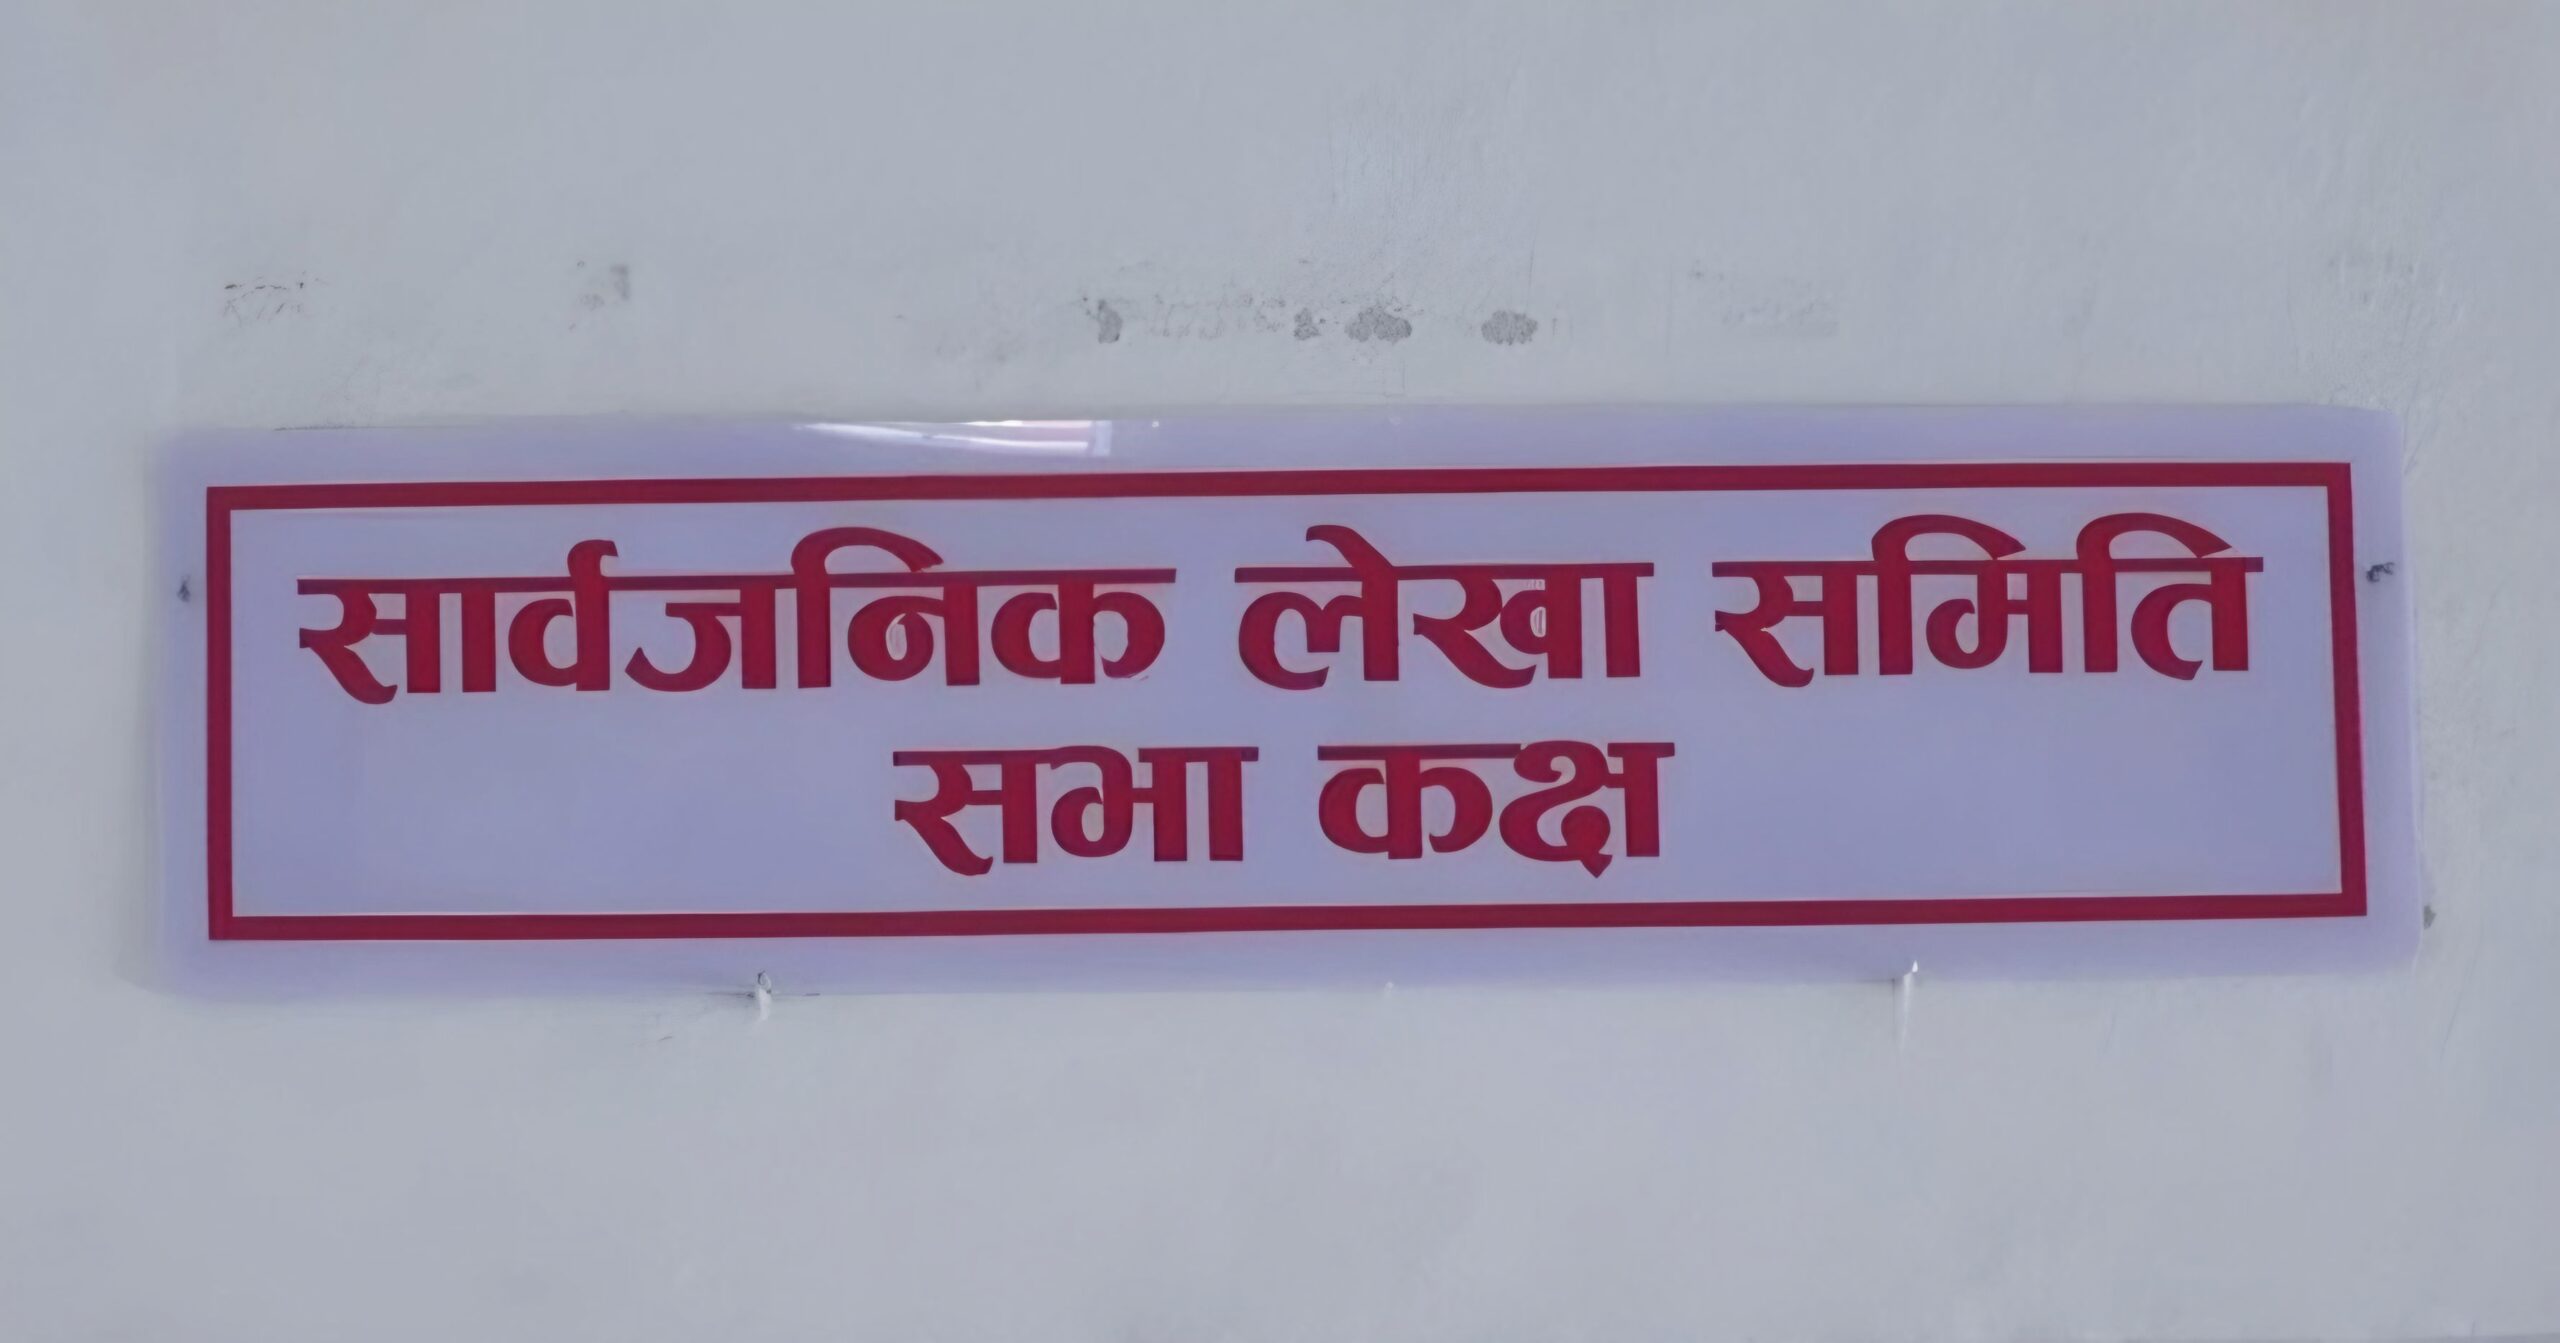 सार्वजनिक लेखा समिति
सभा कक्ष